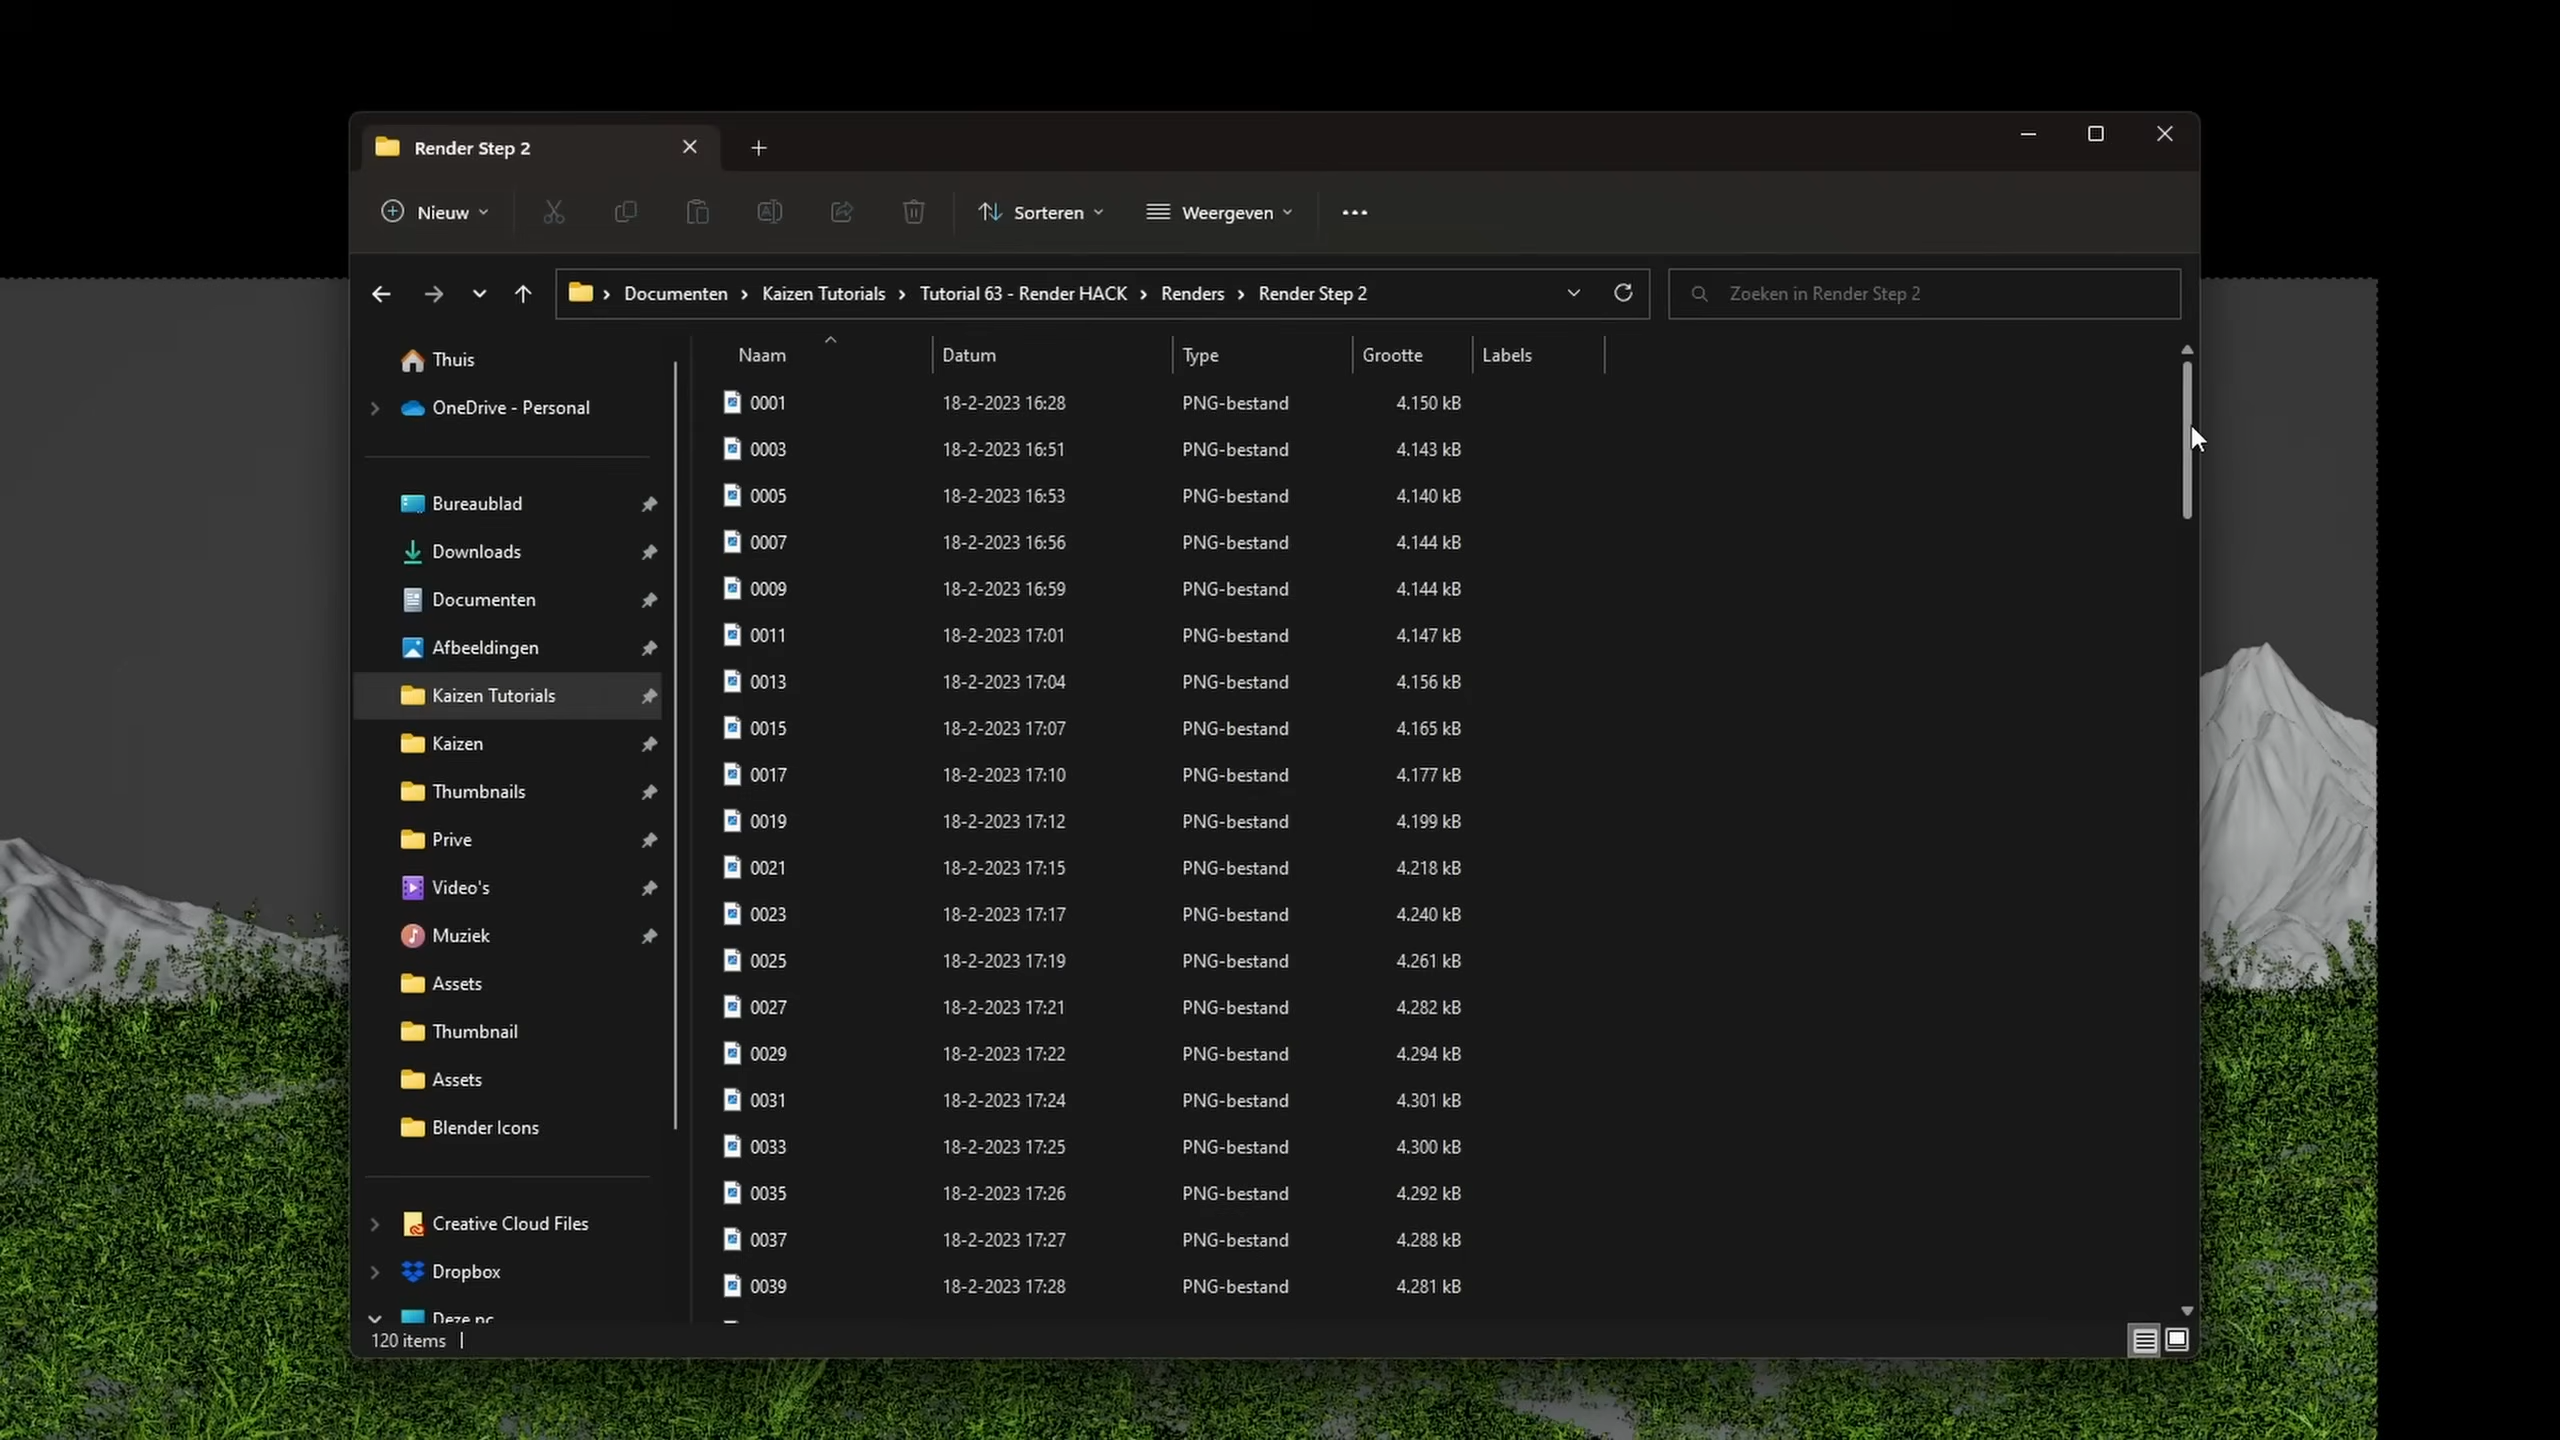 Render Step 2
Nieuw
Sorteren
Weergeven
Documenten
Kaizen Tutorials
Tutorial 63 - Render HACK
Renders
Render Step 2
Zoeken in Render Step 2
Thuis
OneDrive - Personal
Bureaublad
Downloads
Documenten
Afbeeldingen
Kaizen Tutorials
Kaizen
Thumbnails
Prive
Video's
Muziek
Assets
Thumbnail
Assets
Blender Icons
Creative Cloud Files
Dropbox
Deze pc
Naam Datum Type Grootte Labels
0001 18-2-2023 16:28 PNG-bestand 4.150 kB
0003 18-2-2023 16:51 PNG-bestand 4.143 kB
0005 18-2-2023 16:53 PNG-bestand 4.140 kB
0007 18-2-2023 16:56 PNG-bestand 4.144 kB
0009 18-2-2023 16:59 PNG-bestand 4.144 kB
0011 18-2-2023 17:01 PNG-bestand 4.147 kB
0013 18-2-2023 17:04 PNG-bestand 4.156 kB
0015 18-2-2023 17:07 PNG-bestand 4.165 kB
0017 18-2-2023 17:10 PNG-bestand 4.177 kB
0019 18-2-2023 17:12 PNG-bestand 4.199 kB
0021 18-2-2023 17:15 PNG-bestand 4.218 kB
0023 18-2-2023 17:17 PNG-bestand 4.240 kB
0025 18-2-2023 17:19 PNG-bestand 4.261 kB
0027 18-2-2023 17:21 PNG-bestand 4.282 kB
0029 18-2-2023 17:22 PNG-bestand 4.294 kB
0031 18-2-2023 17:24 PNG-bestand 4.301 kB
0033 18-2-2023 17:25 PNG-bestand 4.300 kB
0035 18-2-2023 17:26 PNG-bestand 4.292 kB
0037 18-2-2023 17:27 PNG-bestand 4.288 kB
0039 18-2-2023 17:28 PNG-bestand 4.281 kB
120 items